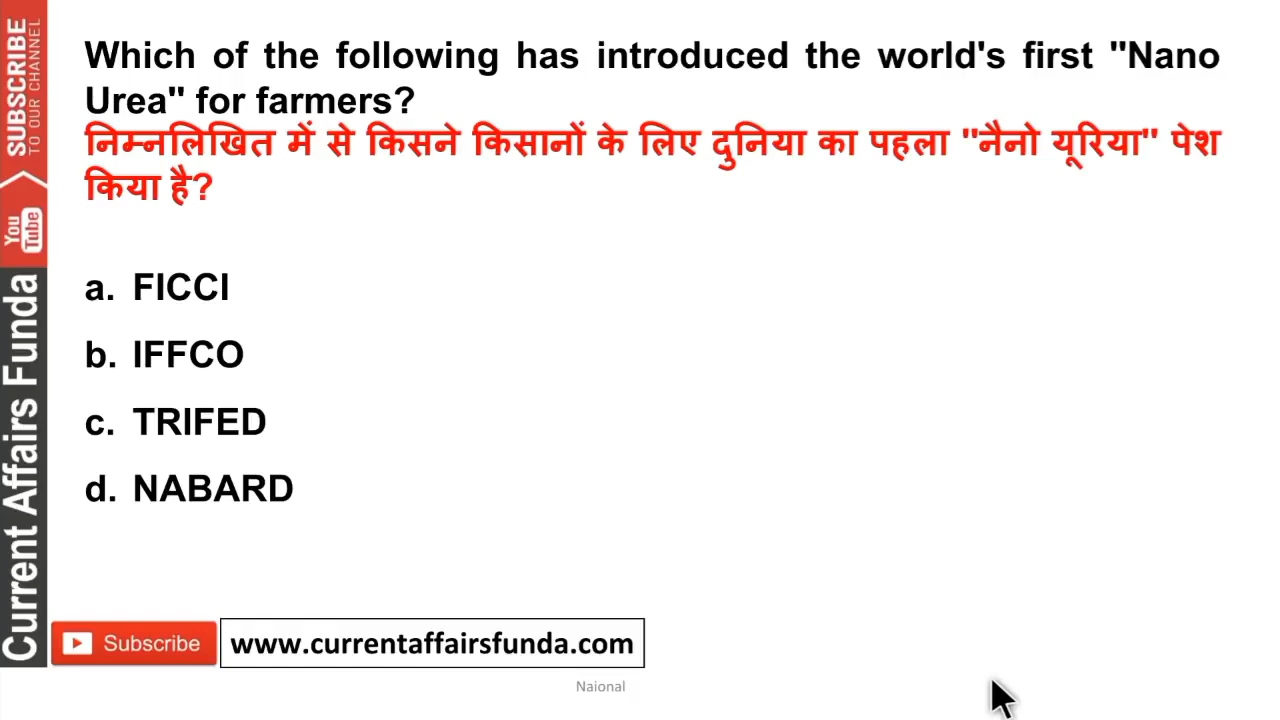 Which of the following has introduced the world's first "Nano
Urea" for farmers?
निम्नलिखित में से किसने किसानों के लिए दुनिया का पहला "नैनो यूरिया" पेश
किया है?
a. FICCI
b. IFFCO
c. TRIFED
d. NABARD
SUBSCRIBE
TO OUR CHANNEL
You
Tube
Current Affairs Funda
Subscribe
www.currentaffairsfunda.com
Naional